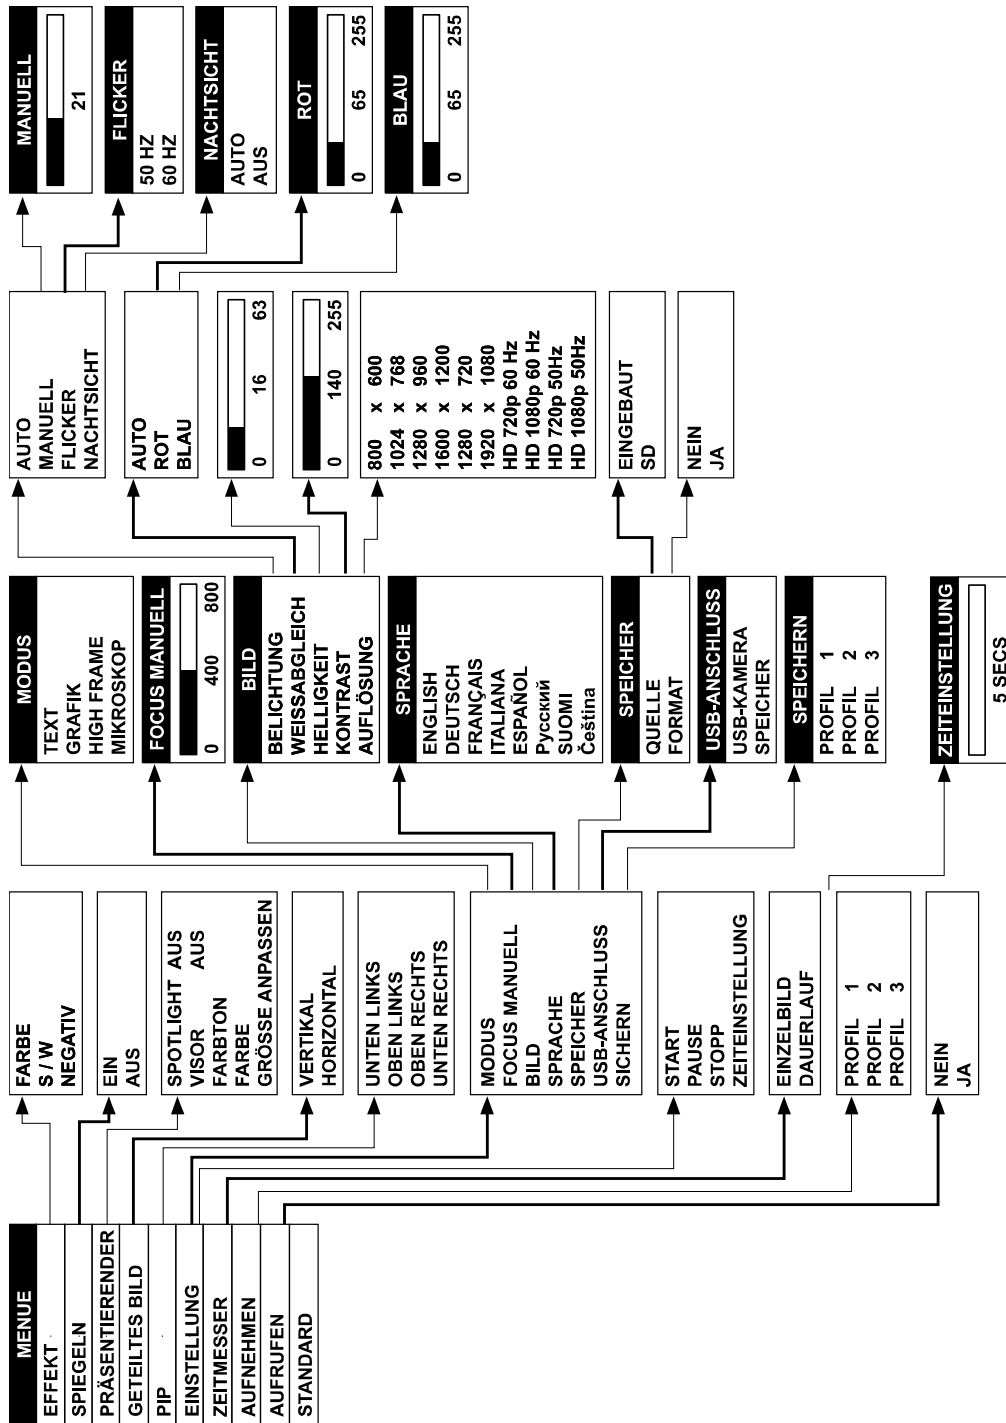 MENUE
EFFEKT
SPIEGELN
PRÄSENTIERENDER
GETEILTES BILD
PIP
EINSTELLUNG
ZEITMESSER
AUFNEHMEN
AUFRUFEN
STANDARD
FARBE
S / W
NEGATIV
EIN
AUS
SPOTLIGHT AUS
VISOR AUS
FARBTON
FARBE
GRÖSSE ANPASSEN
VERTIKAL
HORIZONTAL
UNTEN LINKS
OBEN LINKS
OBEN RECHTS
UNTEN RECHTS
MODUS
FOCUS MANUELL
BILD
SPRACHE
SPEICHER
USB-ANSCHLUSS
SICHERN
START
PAUSE
STOPP
ZEITEINSTELLUNG
EINZELBILD
DAUERLAUF
PROFIL 1
PROFIL 2
PROFIL 3
NEIN
JA
MODUS
TEXT
GRAFIK
HIGH FRAME
MIKROSKOP
FOCUS MANUELL
0 400 800
BILD
BELICHTUNG
WEISSABGLEICH
HELLIGKEIT
KONTRAST
AUFLÖSUNG
SPRACHE
ENGLISH
DEUTSCH
FRANÇAIS
ITALIANA
ESPAÑOL
Русский
SUOMI
Čeština
SPEICHER
QUELLE
FORMAT
USB-ANSCHLUSS
USB-KAMERA
SPEICHER
SPEICHERN
PROFIL 1
PROFIL 2
PROFIL 3
ZEITEINSTELLUNG
5 SECS
AUTO
MANUELL
FLICKER
NACHTSICHT
AUTO
ROT
BLAU
0 16 63
0 140 255
800 x 600
1024 x 768
1280 x 960
1600 x 1200
1280 x 720
1920 x 1080
HD 720p 60 Hz
HD 1080p 60 Hz
HD 720p 50Hz
HD 1080p 50Hz
EINGEBAUT
SD
NEIN
JA
MANUELL
21
FLICKER
50 HZ
60 HZ
NACHTSICHT
AUTO
AUS
ROT
0 65 255
BLAU
0 65 255